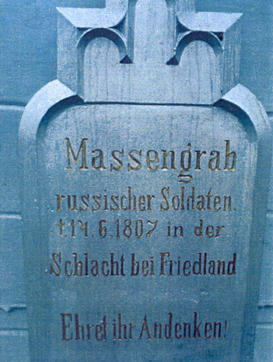 Massengrab
russischer Soldaten.
†14.6.1807 in der
Schlacht bei Friedland
Ehret ihr Andenken!